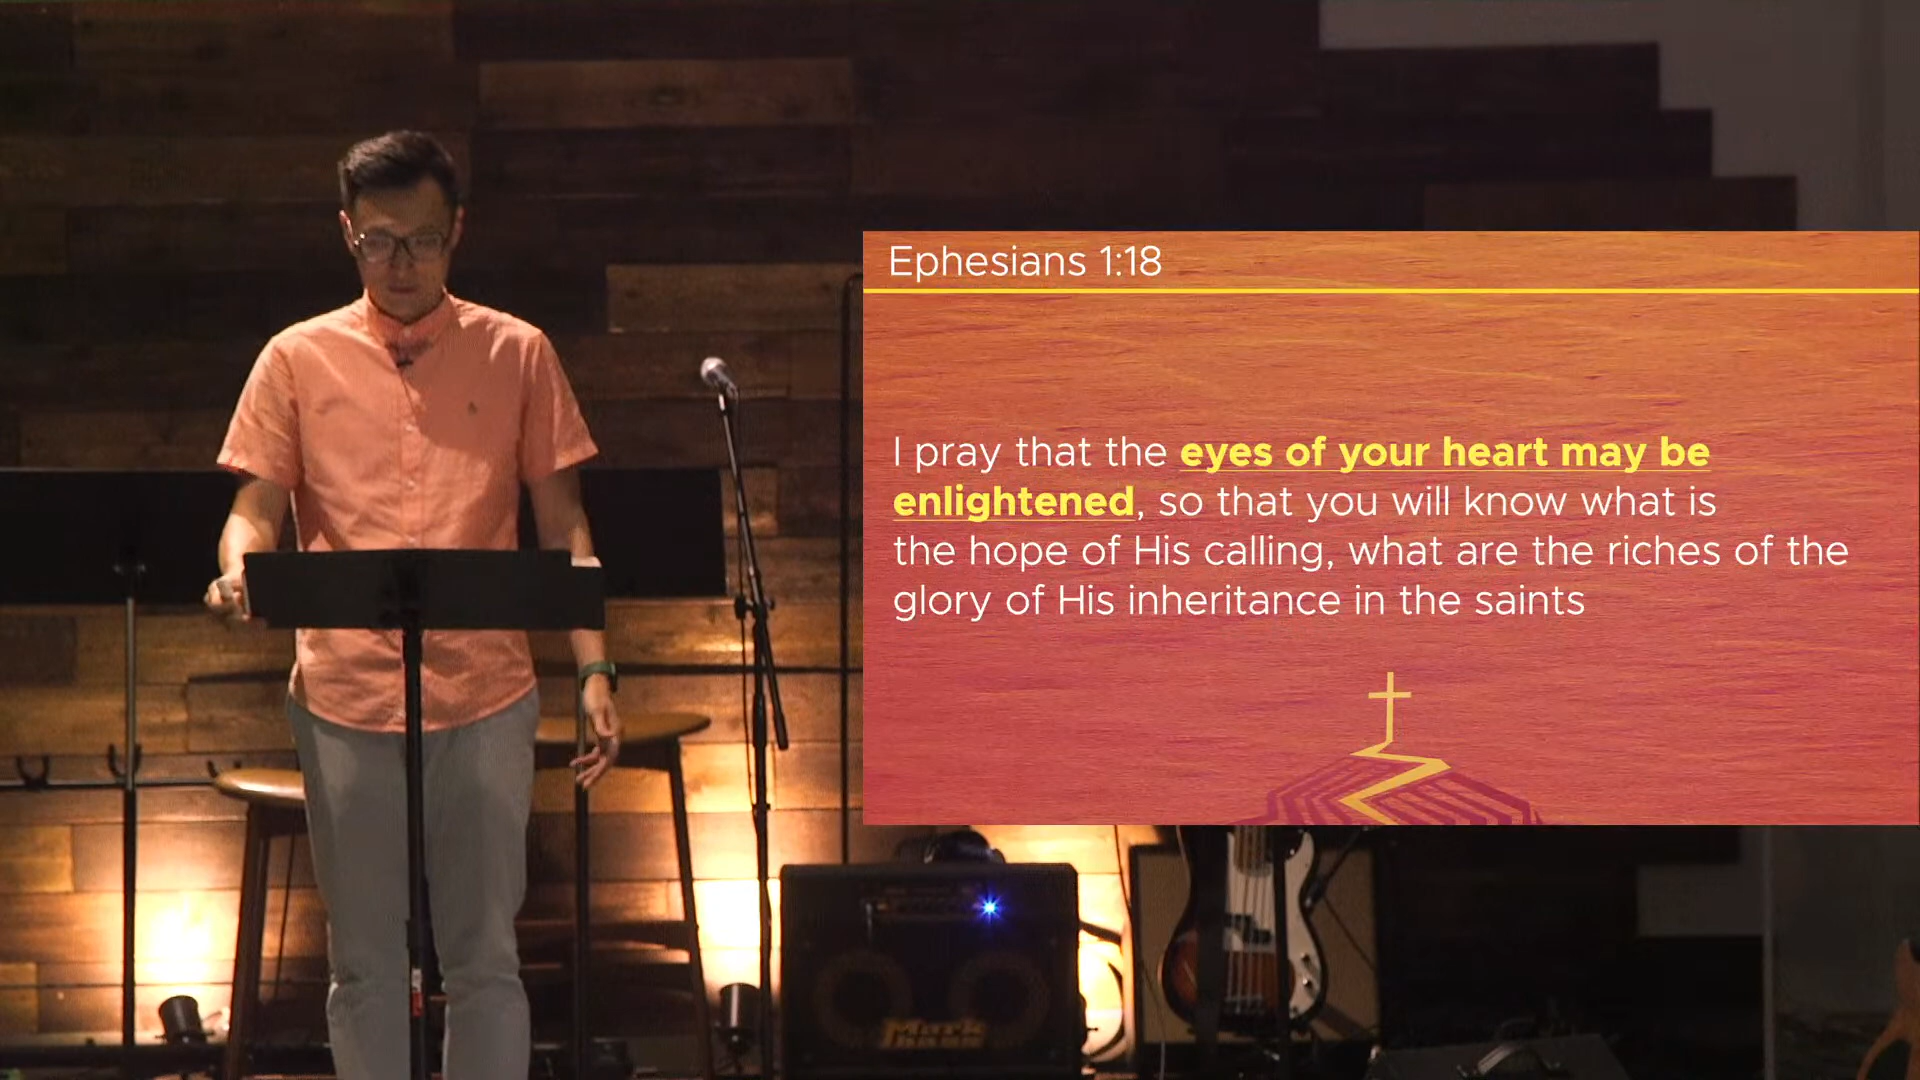 Ephesians 1:18
I pray that the eyes of your heart may be
enlightened, so that you will know what is
the hope of His calling, what are the riches of the
glory of His inheritance in the saints
Mark